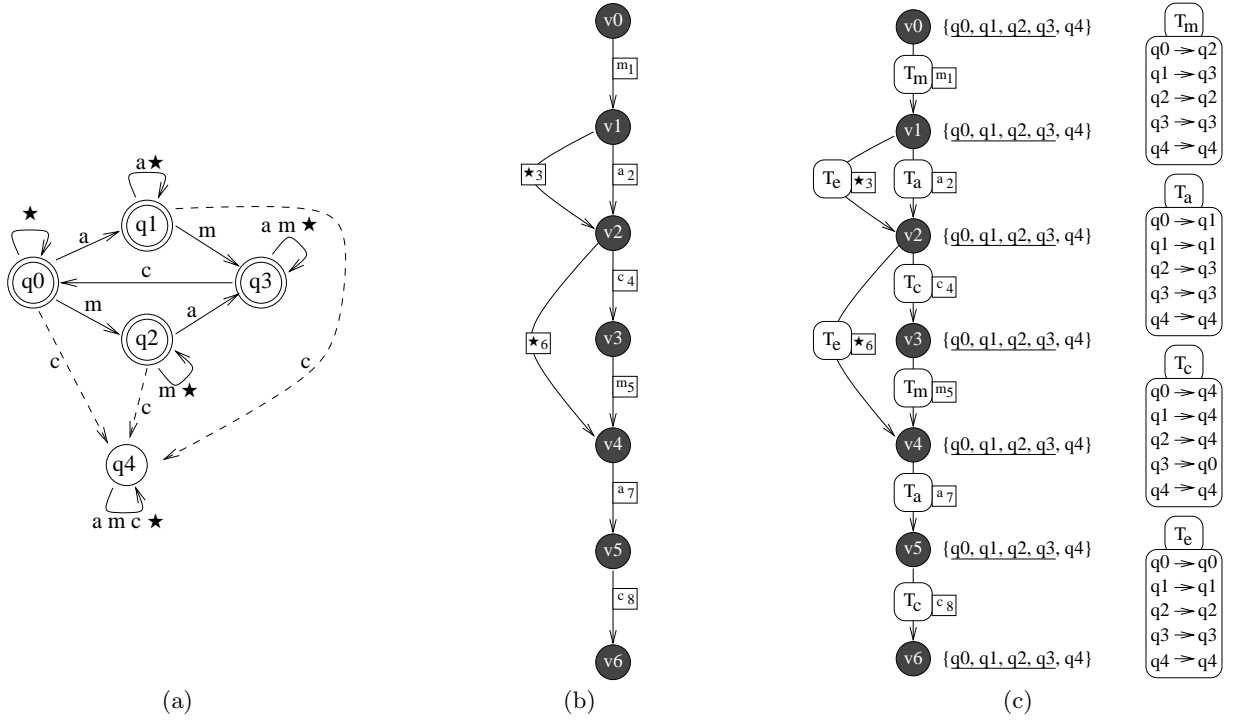 a★
★
q1
a m ★
a
m
q0
c
q3
m
a
q2
c
c
c
m ★
q4
a m c ★
(a)
v0
m1
v1
★3
a2
v2
c4
★6
v3
m5
v4
a7
v5
c8
v6
(b)
v0 {q0, q1, q2, q3, q4}
Tm m1
v1 {q0, q1, q2, q3, q4}
Te ★3 Ta a2
v2 {q0, q1, q2, q3, q4}
Tc c4
Te ★6 v3 {q0, q1, q2, q3, q4}
Tm m5
v4 {q0, q1, q2, q3, q4}
Ta a7
v5 {q0, q1, q2, q3, q4}
Tc c8
v6 {q0, q1, q2, q3, q4}
Tm
q0 → q2
q1 → q3
q2 → q2
q3 → q3
q4 → q4
Ta
q0 → q1
q1 → q1
q2 → q3
q3 → q3
q4 → q4
Tc
q0 → q4
q1 → q4
q2 → q4
q3 → q0
q4 → q4
Te
q0 → q0
q1 → q1
q2 → q2
q3 → q3
q4 → q4
(c)